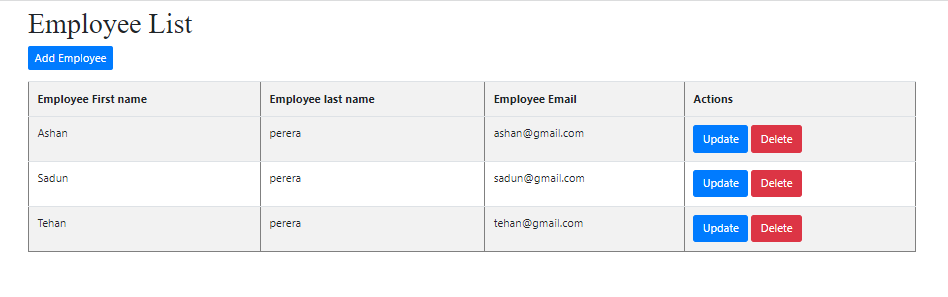 Employee List
Add Employee
Employee First name Employee last name Employee Email Actions
Ashan perera ashan@gmail.com Update Delete
Sadun perera sadun@gmail.com Update Delete
Tehan perera tehan@gmail.com Update Delete